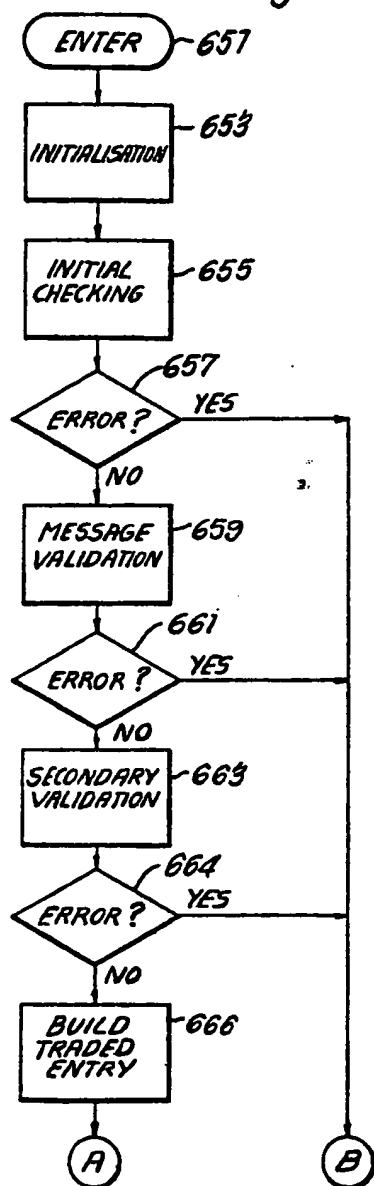 ENTER 651
INITIALISATION 653
INITIAL CHECKING 655
657
ERROR? YES
NO
MESSAGE VALIDATION 659
661
ERROR? YES
NO
SECONDARY VALIDATION 663
664
ERROR? YES
NO
BUILD TRADED ENTRY 666
A B